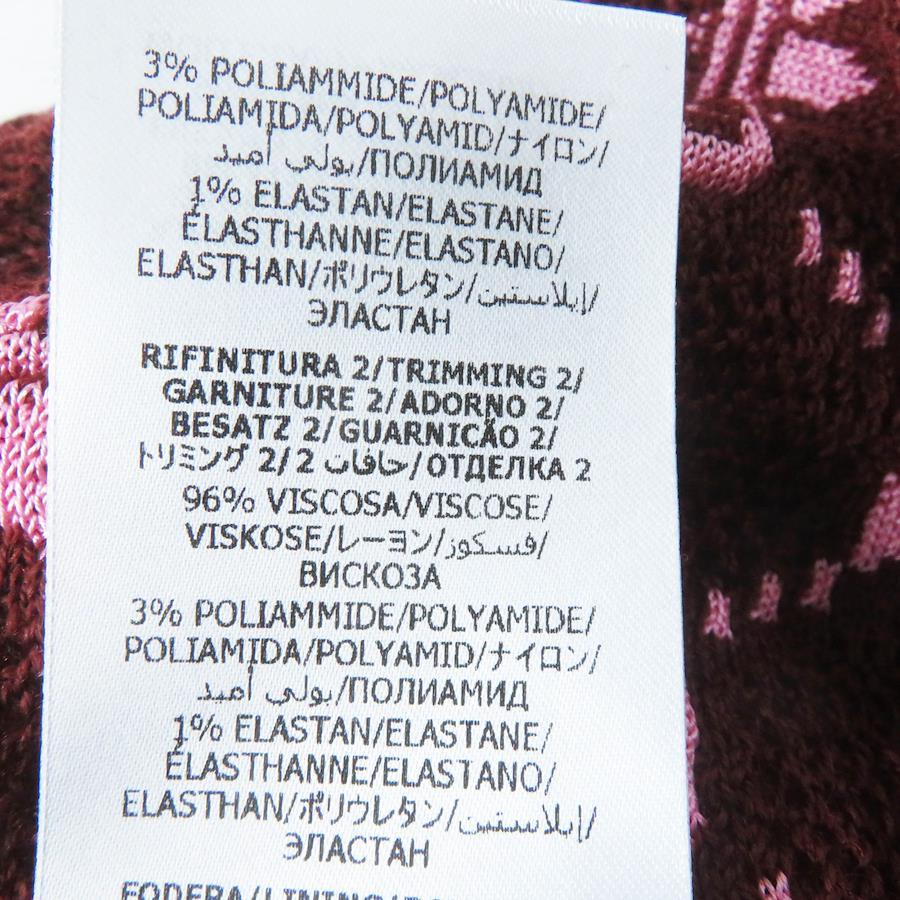 3% POLIAMMIDE/POLYAMIDE/
POLIAMIDA/POLYAMID/ナイロン/
بولي أميد/ПОЛИАМИД
1% ELASTAN/ELASTANE/
ÉLASTHANNE/ELASTANO/
ELASTHAN/ポリウレタン/إيلاستين/
ЭЛАСТАН
RIFINITURA 2/TRIMMING 2/
GARNITURE 2/ADORNO 2/
BESATZ 2/GUARNICÃO 2/
トリミング 2/2 حافات/ОТДЕЛКА 2
96% VISCOSA/VISCOSE/
VISKOSE/レーヨン/فسكوز/
ВИСКОЗА
3% POLIAMMIDE/POLYAMIDE/
POLIAMIDA/POLYAMID/ナイロン/
بولي أميد/ПОЛИАМИД
1% ELASTAN/ELASTANE/
ÉLASTHANNE/ELASTANO/
ELASTHAN/ポリウレタン/إيلاستين/
ЭЛАСТАН
FODERA/LINING/